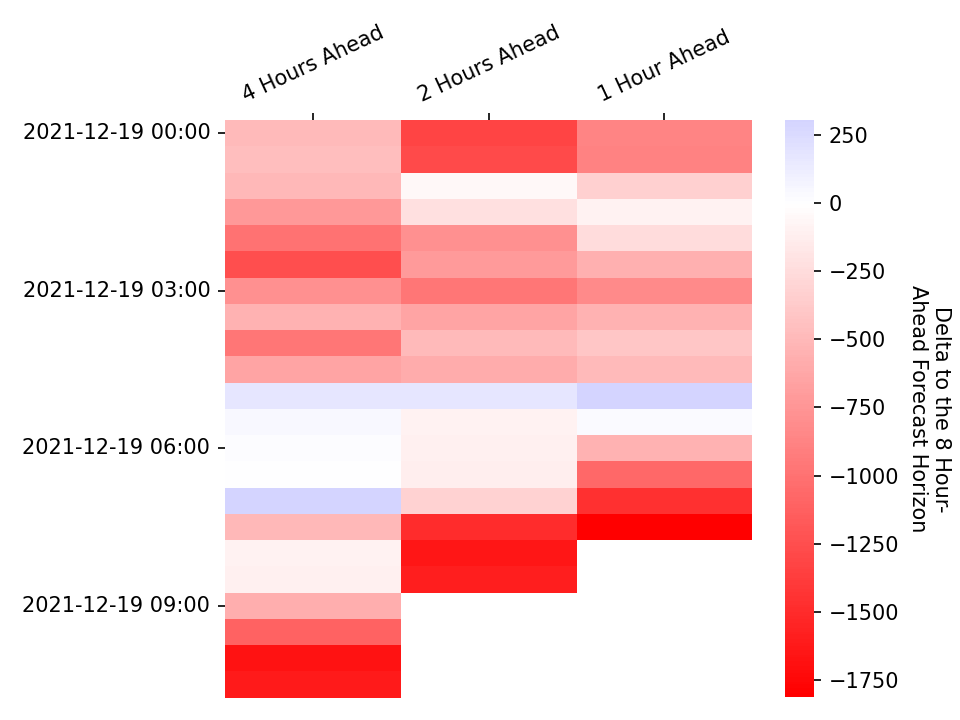 4 Hours Ahead
2 Hours Ahead
1 Hour Ahead
2021-12-19 00:00
2021-12-19 03:00
2021-12-19 06:00
2021-12-19 09:00
250
0
−250
−500
−750
−1000
−1250
−1500
−1750
Delta to the 8 Hour-
Ahead Forecast Horizon